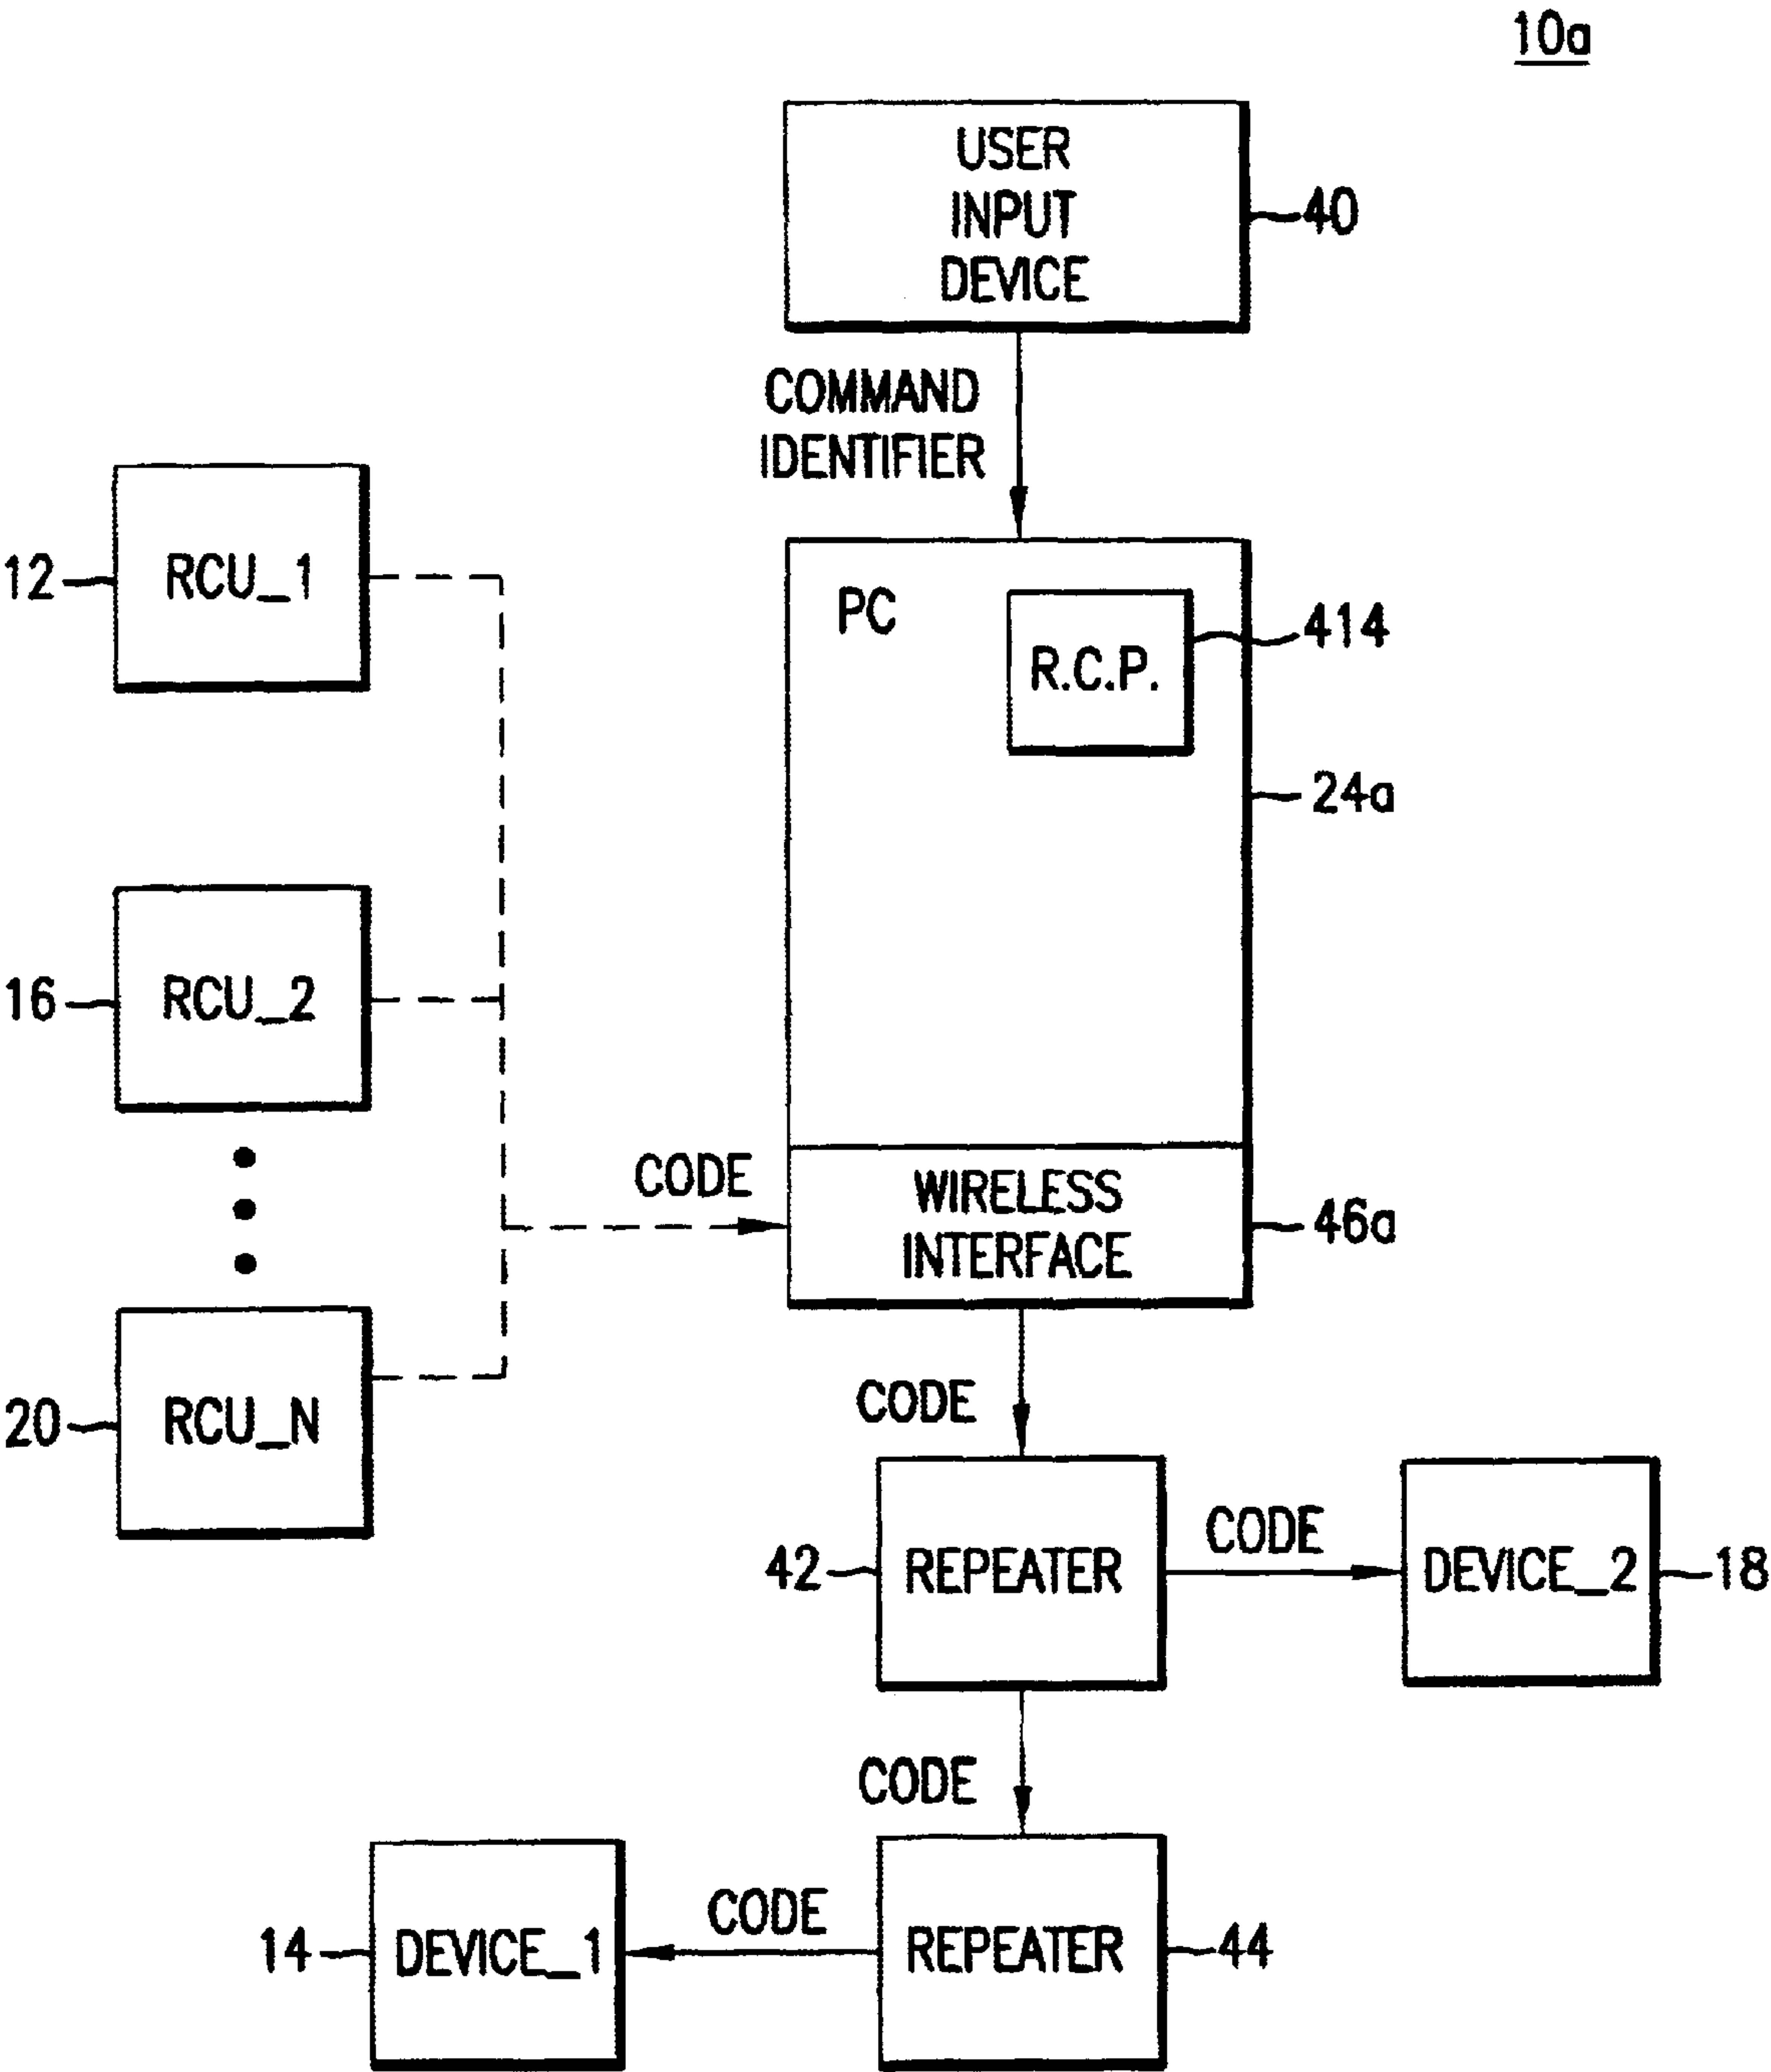 10a
USER
INPUT
DEVICE
40
COMMAND
IDENTIFIER
12
RCU_1
PC
R.C.P.
414
24a
16
RCU_2
CODE
WIRELESS
INTERFACE
46a
20
RCU_N
CODE
42
REPEATER
CODE
DEVICE_2
18
CODE
14
DEVICE_1
CODE
REPEATER
44